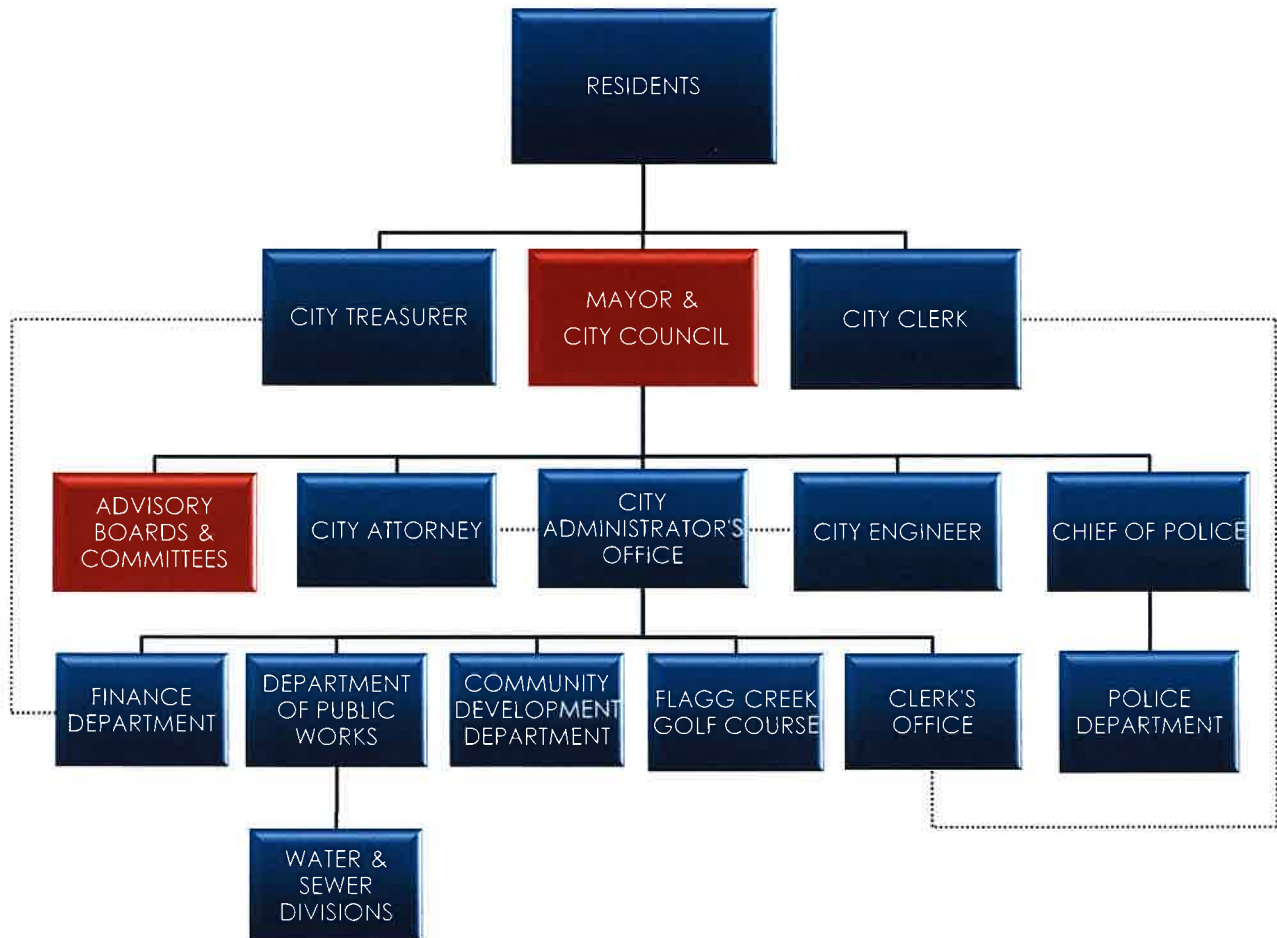 RESIDENTS
CITY TREASURER
MAYOR &
CITY COUNCIL
CITY CLERK
ADVISORY
BOARDS &
COMMITTEES
CITY ATTORNEY
CITY
ADMINISTRATOR'S
OFFICE
CITY ENGINEER
CHIEF OF POLICE
FINANCE
DEPARTMENT
DEPARTMENT
OF PUBLIC
WORKS
COMMUNITY
DEVELOPMENT
DEPARTMENT
FLAGG CREEK
GOLF COURSE
CLERK'S
OFFICE
POLICE
DEPARTMENT
WATER &
SEWER
DIVISIONS